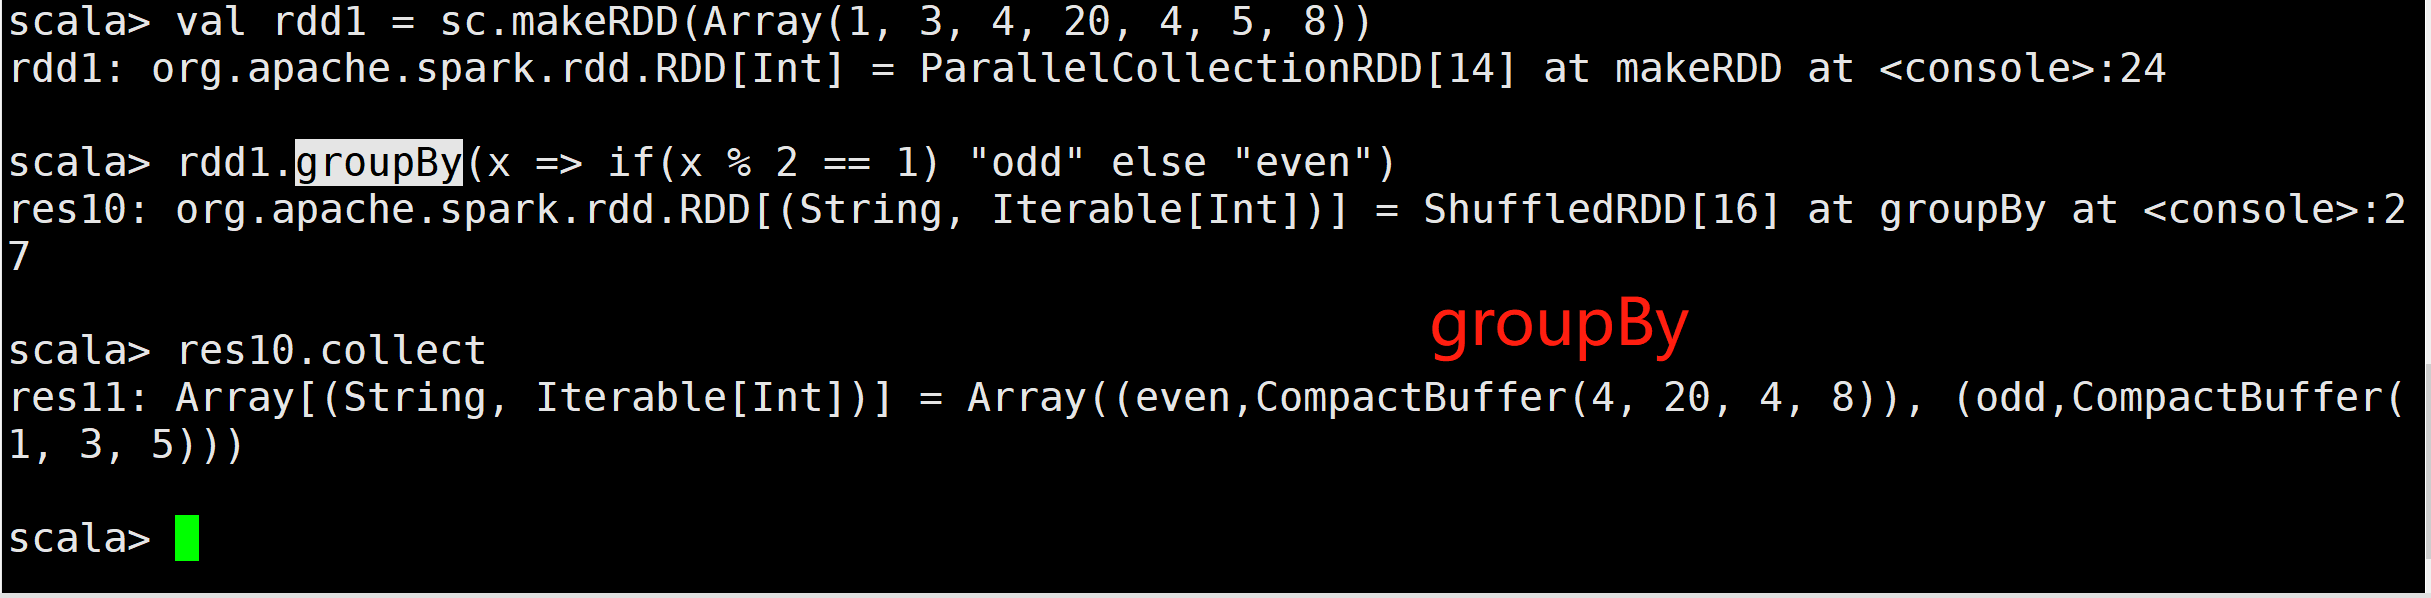 scala> val rdd1 = sc.makeRDD(Array(1, 3, 4, 20, 4, 5, 8))
rdd1: org.apache.spark.rdd.RDD[Int] = ParallelCollectionRDD[14] at makeRDD at <console>:24
scala> rdd1.groupBy(x => if(x % 2 == 1) "odd" else "even")
res10: org.apache.spark.rdd.RDD[(String, Iterable[Int])] = ShuffledRDD[16] at groupBy at <console>:2
7
groupBy
scala> res10.collect
res11: Array[(String, Iterable[Int])] = Array((even,CompactBuffer(4, 20, 4, 8)), (odd,CompactBuffer(
1, 3, 5)))
scala>